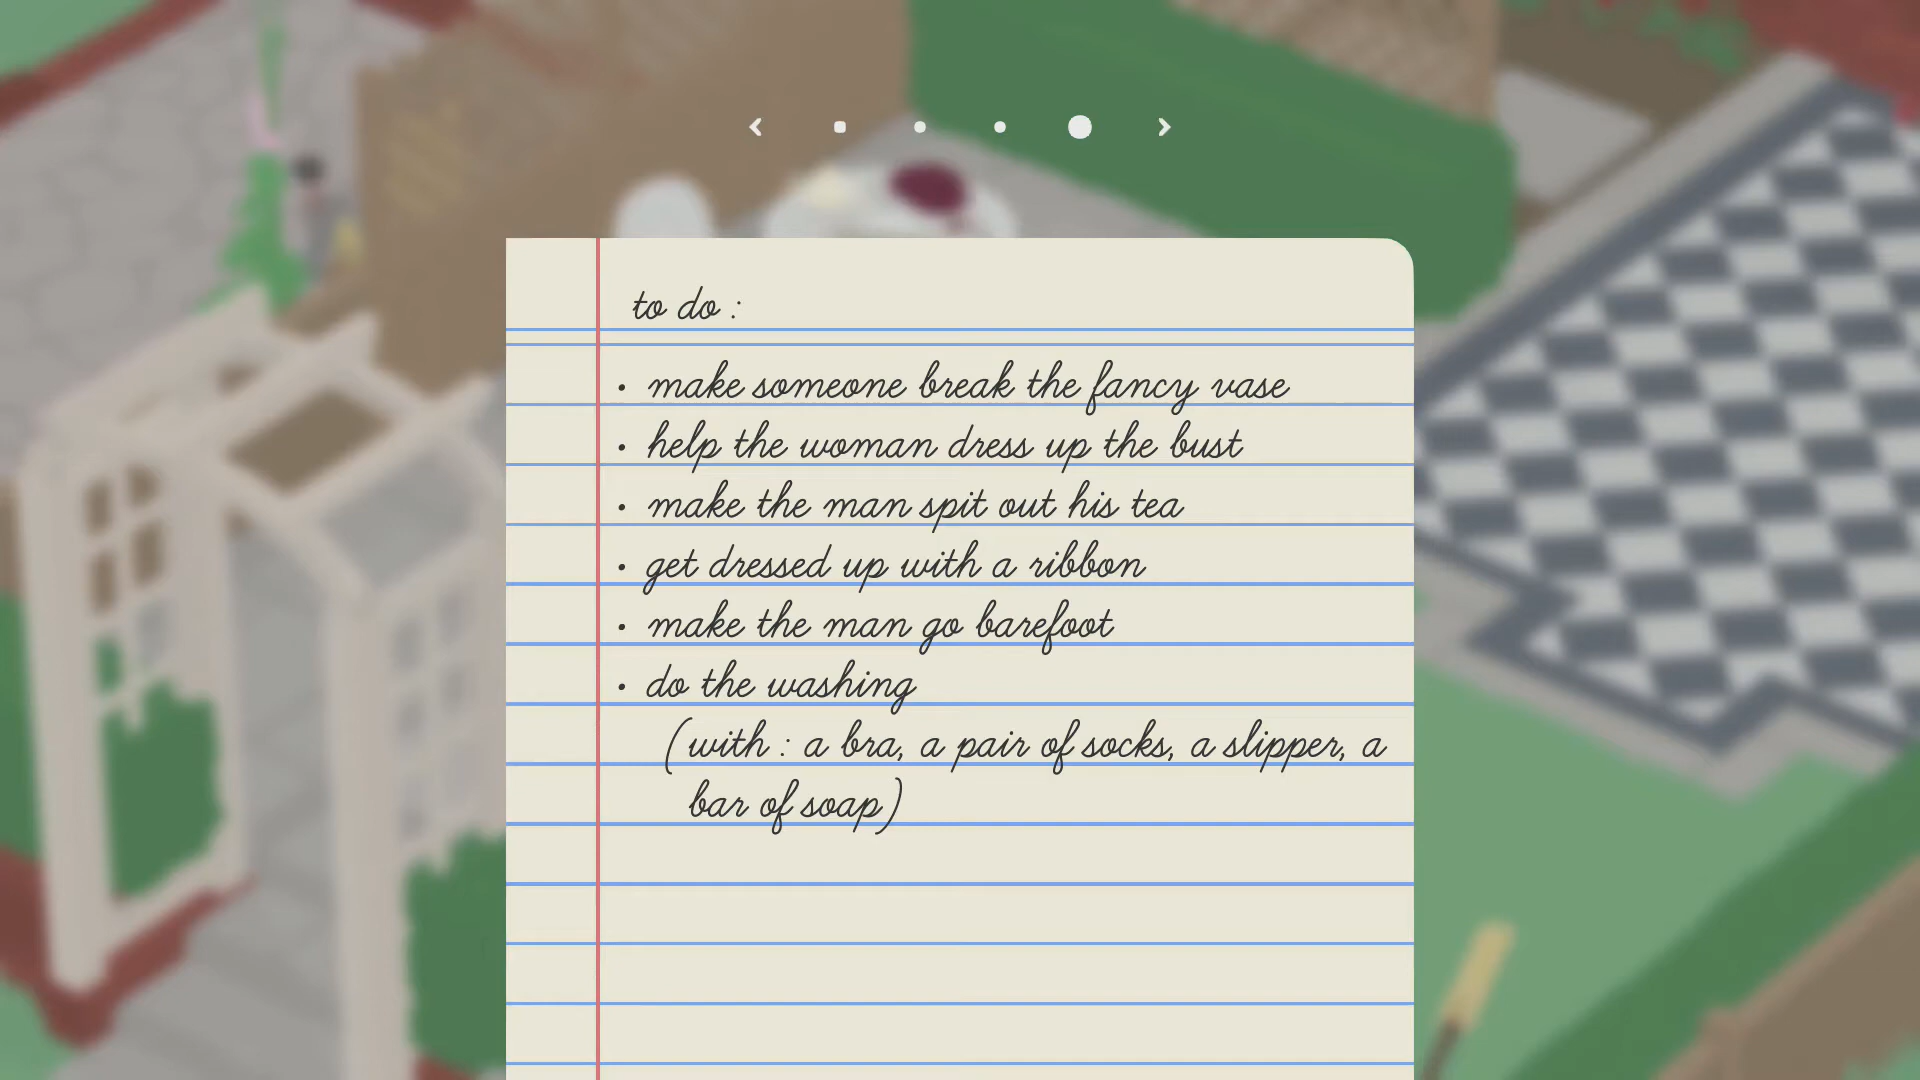 to do :
• make someone break the fancy vase
• help the woman dress up the bust
• make the man spit out his tea
• get dressed up with a ribbon
• make the man go barefoot
• do the washing
(with : a bra, a pair of socks, a slipper, a
bar of soap)